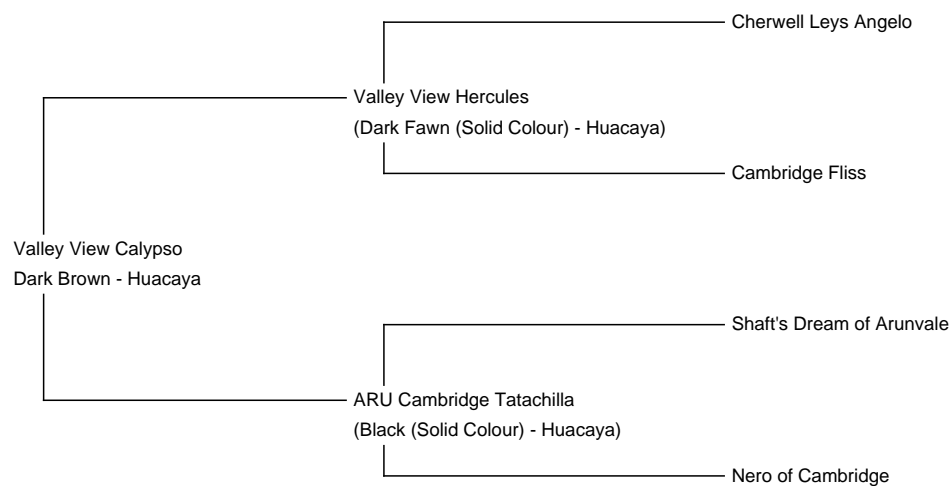 Cherwell Leys Angelo
Valley View Hercules
(Dark Fawn (Solid Colour) - Huacaya)
Cambridge Fliss
Valley View Calypso
Dark Brown - Huacaya
Shaft's Dream of Arunvale
ARU Cambridge Tatachilla
(Black (Solid Colour) - Huacaya)
Nero of Cambridge